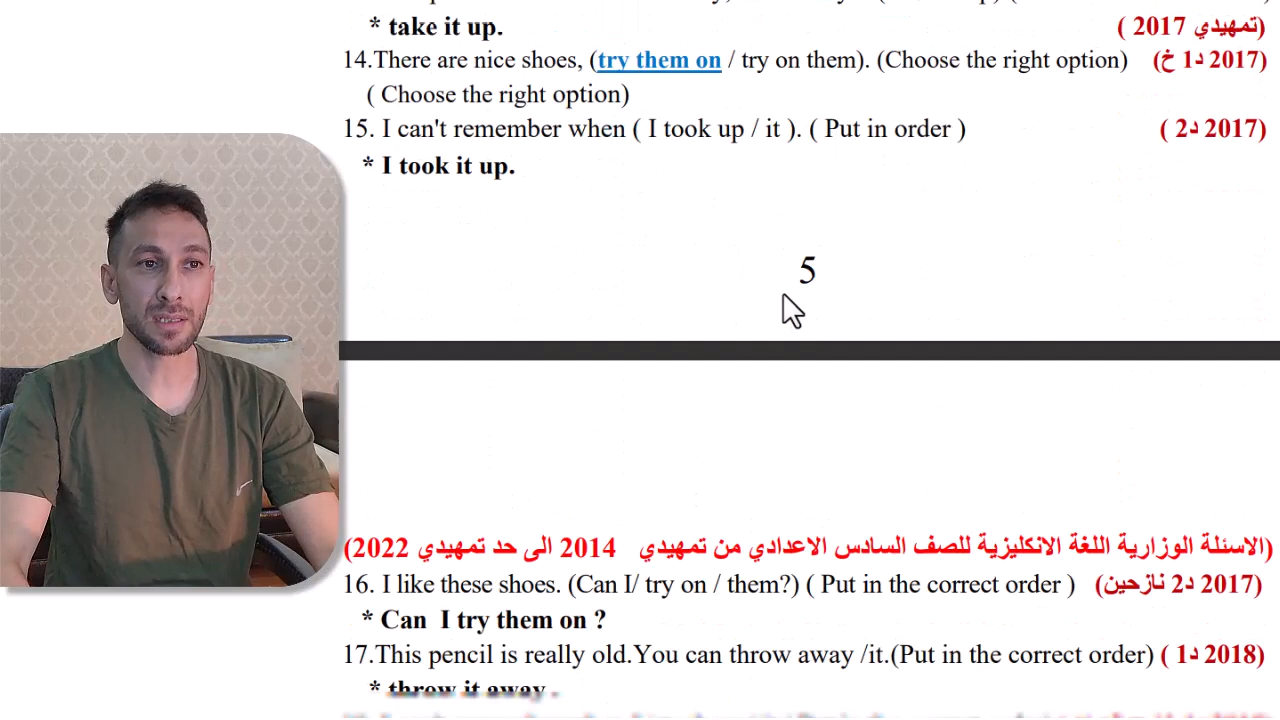 * take it up. (تمهيدي 2017 )
14.There are nice shoes, (try them on / try on them). (Choose the right option) (2017 د1 خ)
( Choose the right option)
15. I can't remember when ( I took up / it ). ( Put in order ) (2017 د2 )
* I took it up.
5
(الاسئلة الوزارية اللغة الانكليزية للصف السادس الاعدادي من تمهيدي 2014 الى حد تمهيدي 2022)
16. I like these shoes. (Can I/ try on / them?) ( Put in the correct order ) (2017 د2 نازحين)
* Can I try them on ?
17.This pencil is really old.You can throw away /it.(Put in the correct order) (2018 د1 )
* throw it away .